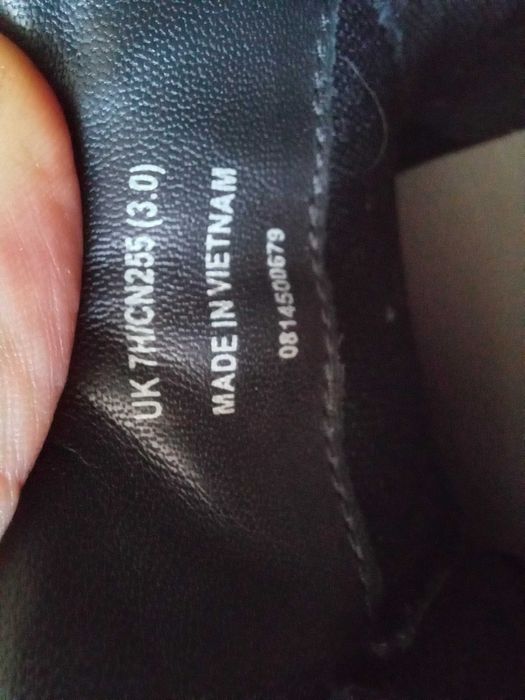 UK 7H/CN255 (3.0)
MADE IN VIETNAM
0814500679